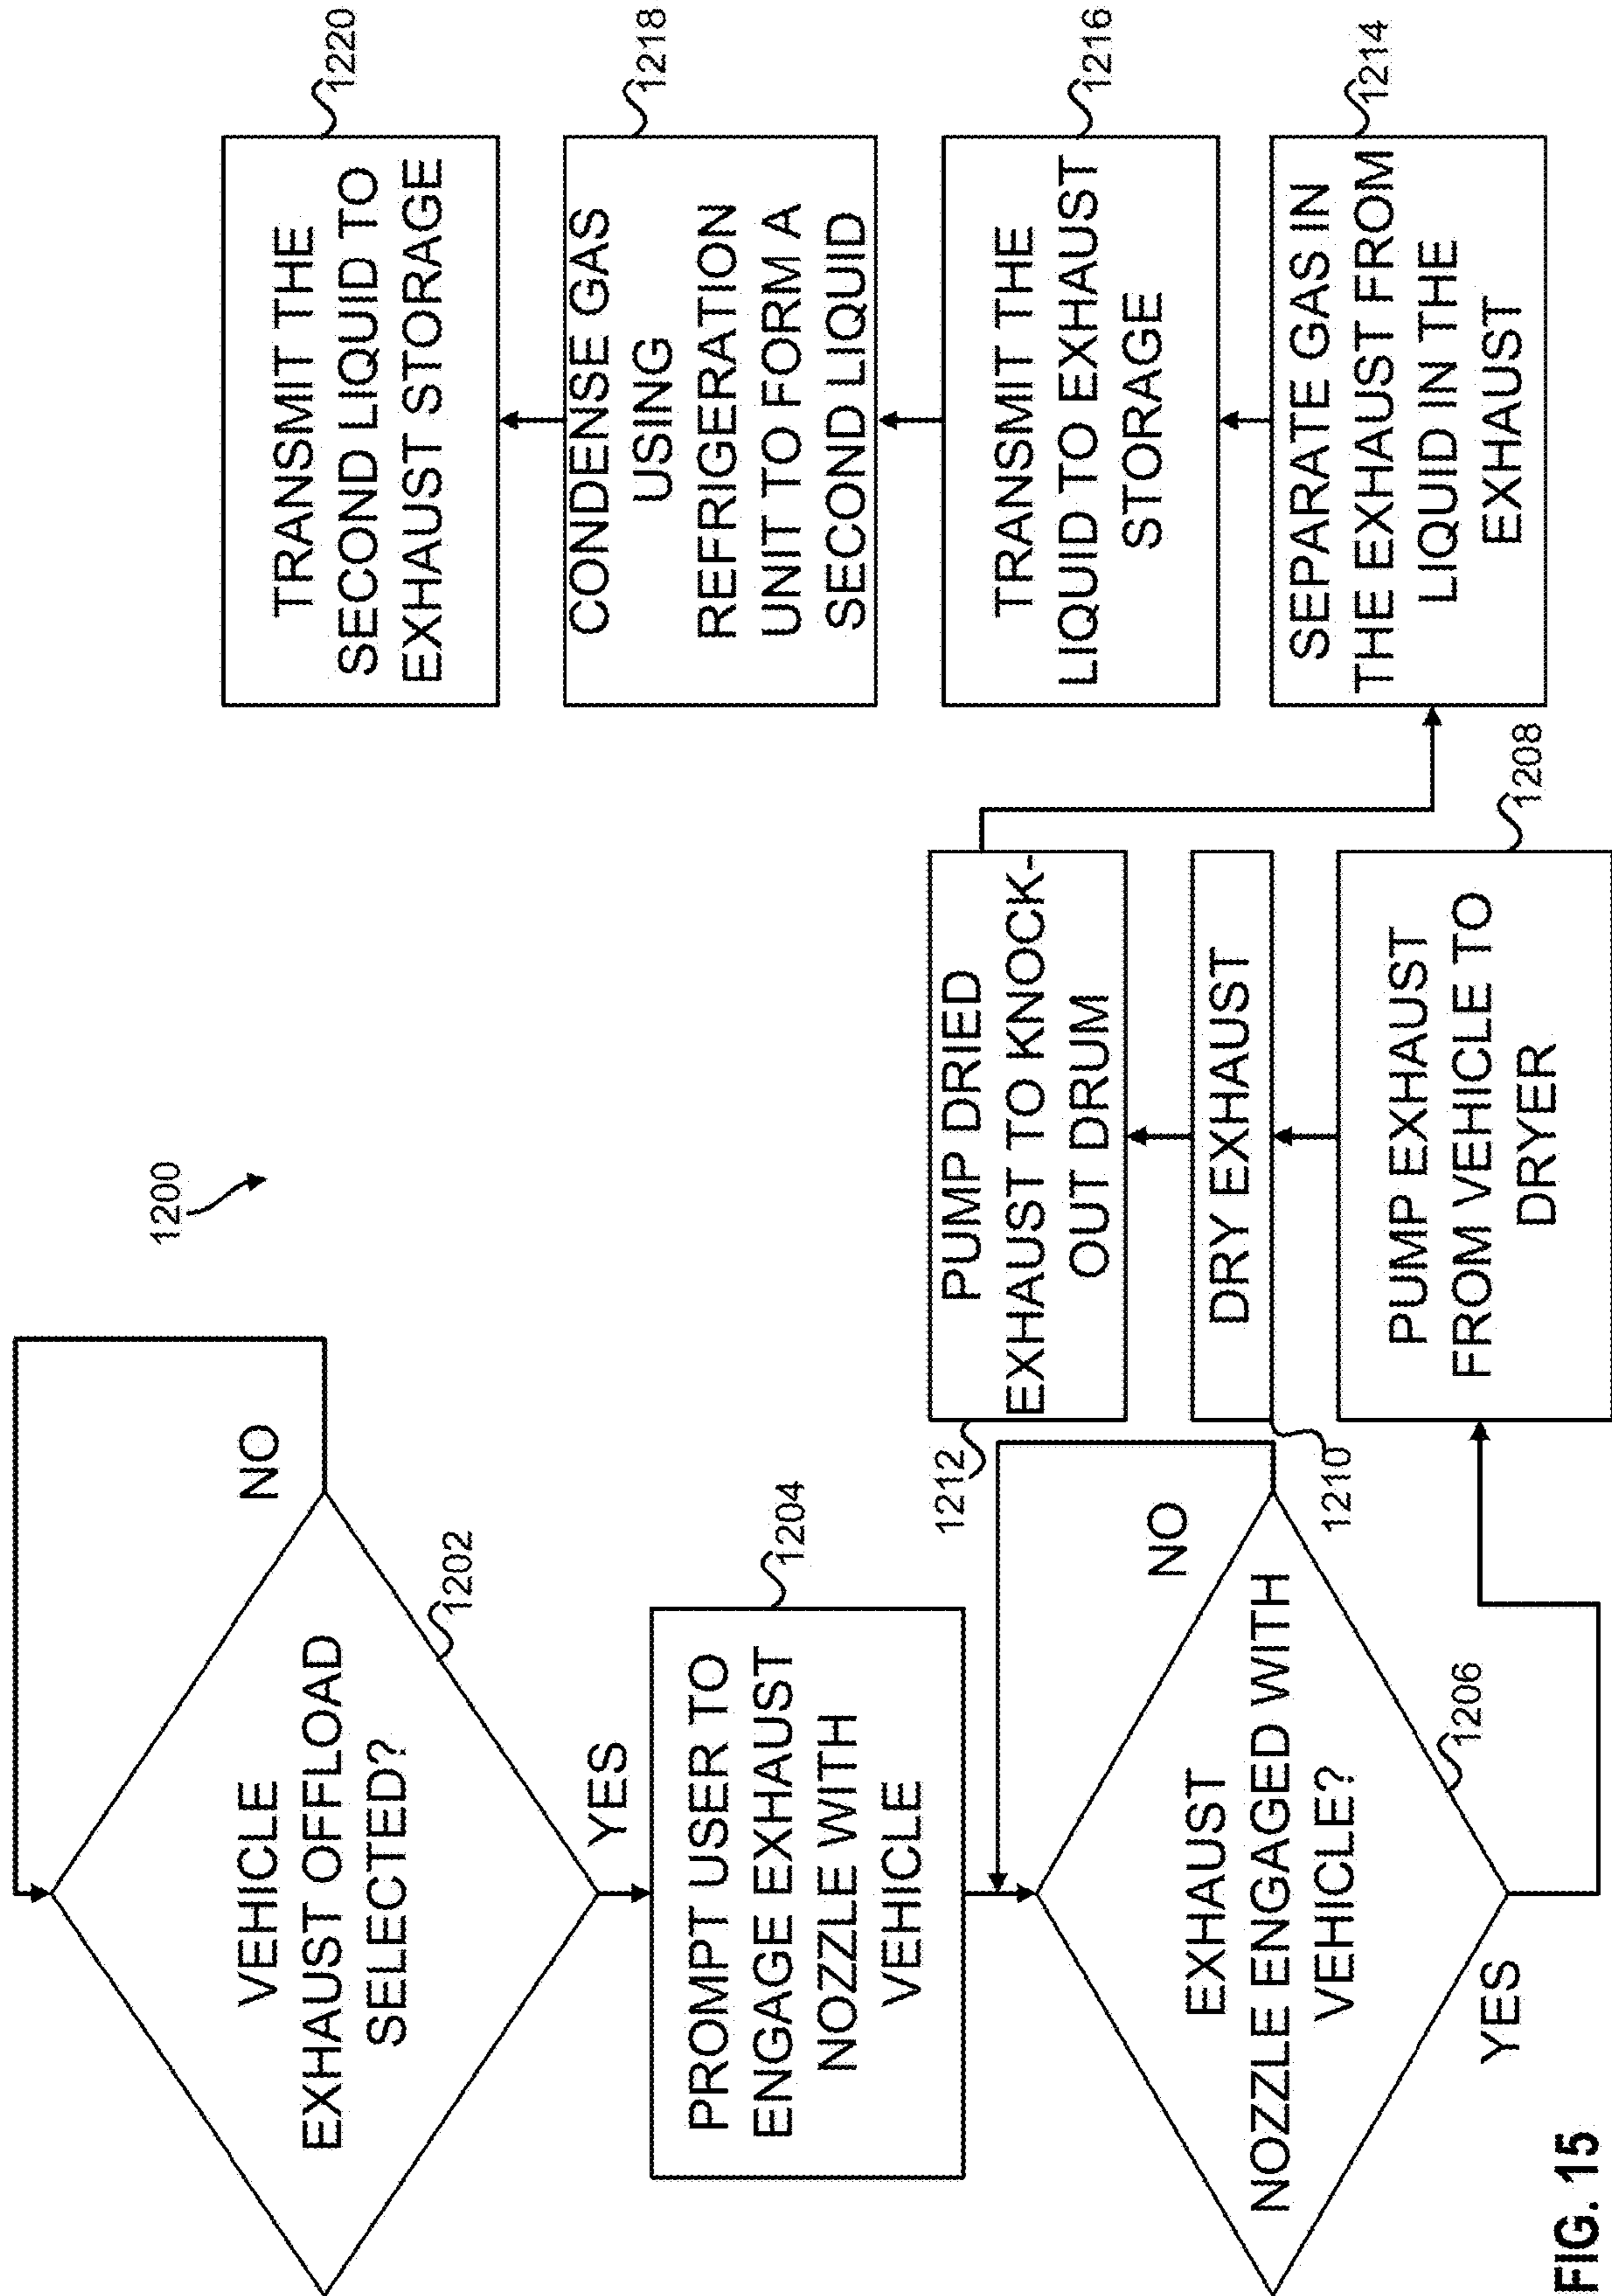 1200
VEHICLE
EXHAUST OFFLOAD
SELECTED?
NO
1202
YES
PROMPT USER TO
ENGAGE EXHAUST
NOZZLE WITH
VEHICLE
1204
EXHAUST
NOZZLE ENGAGED WITH
VEHICLE?
NO
1206
YES
PUMP EXHAUST
FROM VEHICLE TO
DRYER
1208
DRY EXHAUST
1210
PUMP DRIED
EXHAUST TO KNOCK-
OUT DRUM
1212
SEPARATE GAS IN
THE EXHAUST FROM
LIQUID IN THE
EXHAUST
1214
TRANSMIT THE
LIQUID TO EXHAUST
STORAGE
1216
CONDENSE GAS
USING
REFRIGERATION
UNIT TO FORM A
SECOND LIQUID
1218
TRANSMIT THE
SECOND LIQUID TO
EXHAUST STORAGE
1220
FIG. 15